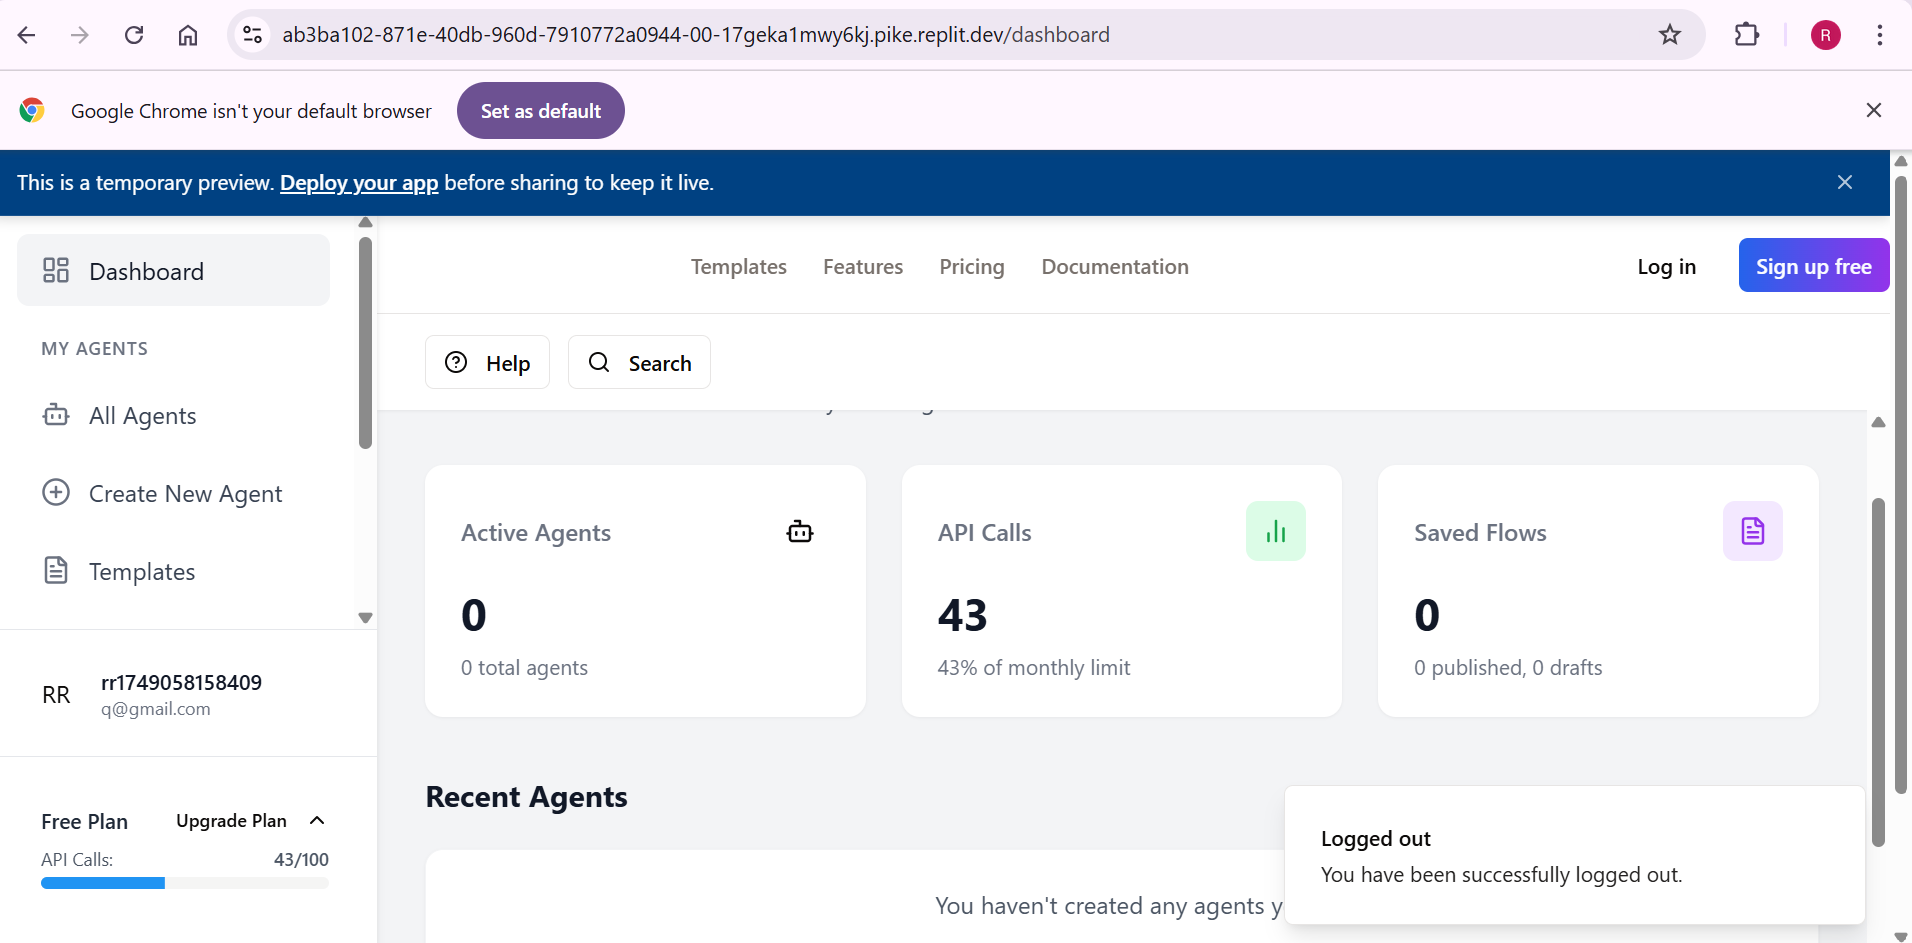 ab3ba102-871e-40db-960d-7910772a0944-00-17geka1mwy6kj.pike.replit.dev/dashboard
R
Google Chrome isn't your default browser
Set as default
This is a temporary preview. Deploy your app before sharing to keep it live.
Dashboard
MY AGENTS
All Agents
Create New Agent
Templates
RR
rr1749058158409
q@gmail.com
Free Plan
Upgrade Plan
API Calls:
43/100
Templates
Features
Pricing
Documentation
Log in
Sign up free
Help
Search
Active Agents
0
0 total agents
API Calls
43
43% of monthly limit
Saved Flows
0
0 published, 0 drafts
Recent Agents
You haven't created any agents
Logged out
You have been successfully logged out.